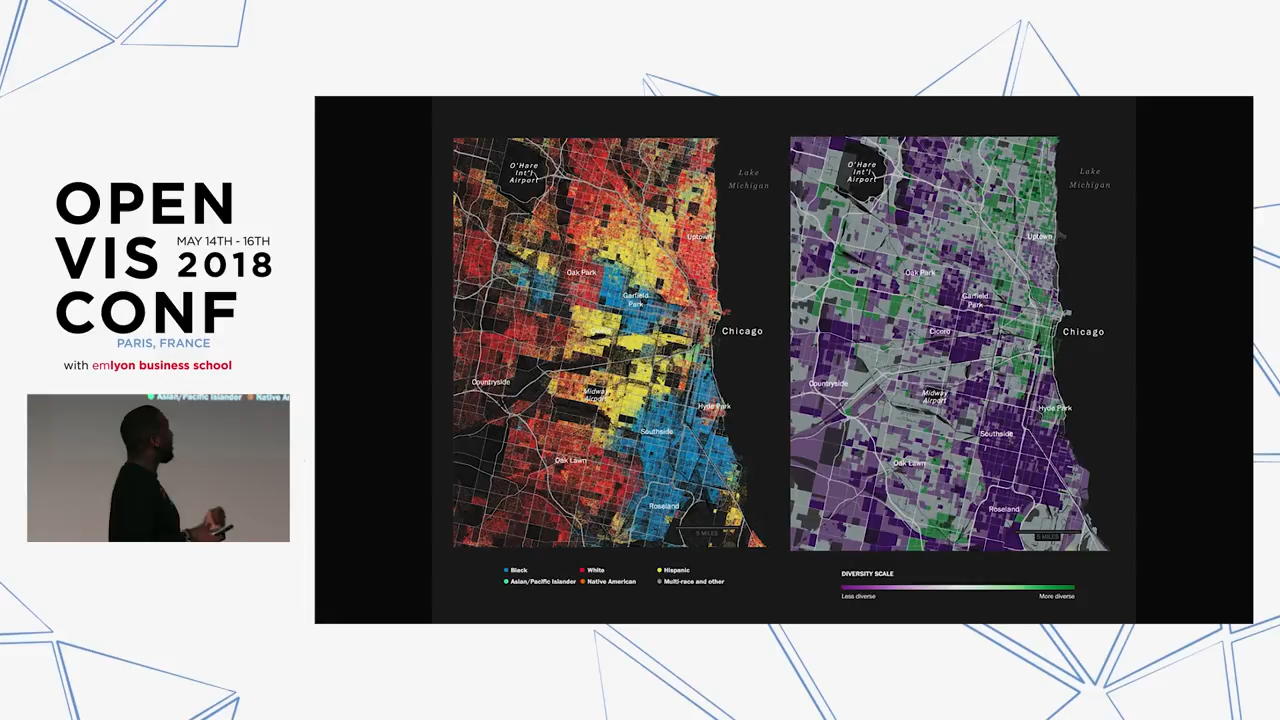 OPEN
VIS MAY 14TH - 16TH
2018
CONF
PARIS, FRANCE
with emlyon business school
Asian/Pacific Islander Native A
O'Hare
Int'l
Airport
Lake
Michigan
Uptown
Oak Park
Garfield
Park
Chicago
Countryside
Midway
Airport
Hyde Park
Southside
Oak Lawn
Roseland
5 MILES
Black White Hispanic
Asian/Pacific Islander Native American Multi-race and other
O'Hare
Int'l
Airport
Lake
Michigan
Uptown
Oak Park
Garfield
Park
Cicero
Chicago
Countryside
Midway
Airport
Hyde Park
Southside
Oak Lawn
Roseland
5 MILES
DIVERSITY SCALE
Less diverse More diverse